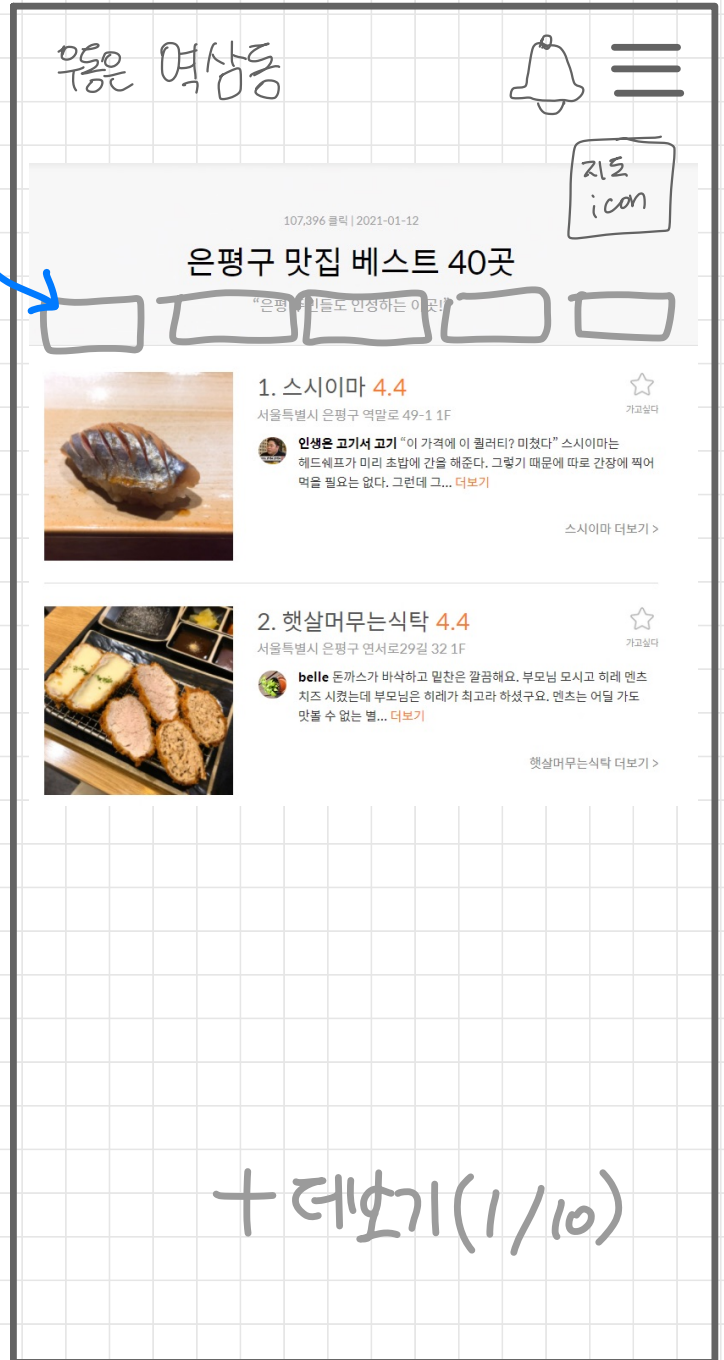 우동은 역삼동
지도
icon
107,396 클릭 | 2021-01-12
은평구 맛집 베스트 40곳
“은평 민들도 인정하는 이 곳!”
1. 스시이마 4.4
가고싶다
서울특별시 은평구 역말로 49-1 1F
인생은 고기서 고기 “이 가격에 이 퀄러티? 미쳤다” 스시이마는
헤드쉐프가 미리 초밥에 간을 해준다. 그렇기 때문에 따로 간장에 찍어
먹을 필요는 없다. 그런데 그... 더보기
스시이마 더보기 >
2. 햇살머무는식탁 4.4
가고싶다
서울특별시 은평구 연서로29길 32 1F
belle 돈까스가 바삭하고 밑찬은 깔끔해요. 부모님 모시고 히레 멘츠
치즈 시켰는데 부모님은 히레가 최고라 하셨구요. 멘츠는 어딜 가도
맛볼 수 없는 별... 더보기
햇살머무는식탁 더보기 >
+ 더보기(1/10)